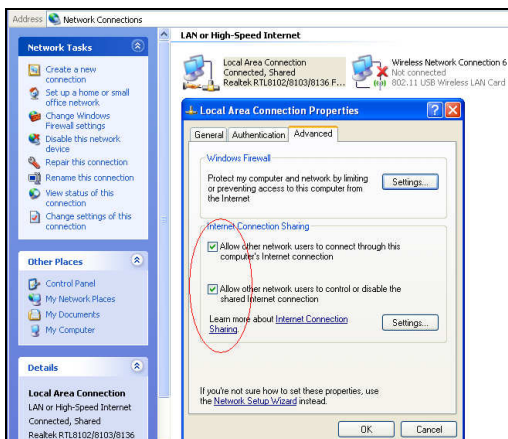 Address Network Connections
Network Tasks
Create a new
connection
Set up a home or small
office network
Change Windows
Firewall settings
Disable this network
device
Repair this connection
Rename this connection
View status of this
connection
Change settings of this
connection
Other Places
Control Panel
My Network Places
My Documents
My Computer
Details
Local Area Connection
LAN or High-Speed Internet
Connected, Shared
Realtek RTL8102/8103/8136
LAN or High-Speed Internet
Local Area Connection
Connected, Shared
Realtek RTL8102/8103/8136 F...
Wireless Network Connection 6
Not connected
802.11 USB Wireless LAN Card
Local Area Connection Properties
General Authentication Advanced
Windows Firewall
Protect my computer and network by limiting
or preventing access to this computer from
the Internet
Settings...
Internet Connection Sharing
Allow other network users to connect through this
computer's Internet connection
Allow other network users to control or disable the
shared Internet connection
Learn more about Internet Connection
Sharing.
Settings...
If you're not sure how to set these properties, use
the Network Setup Wizard instead.
OK Cancel